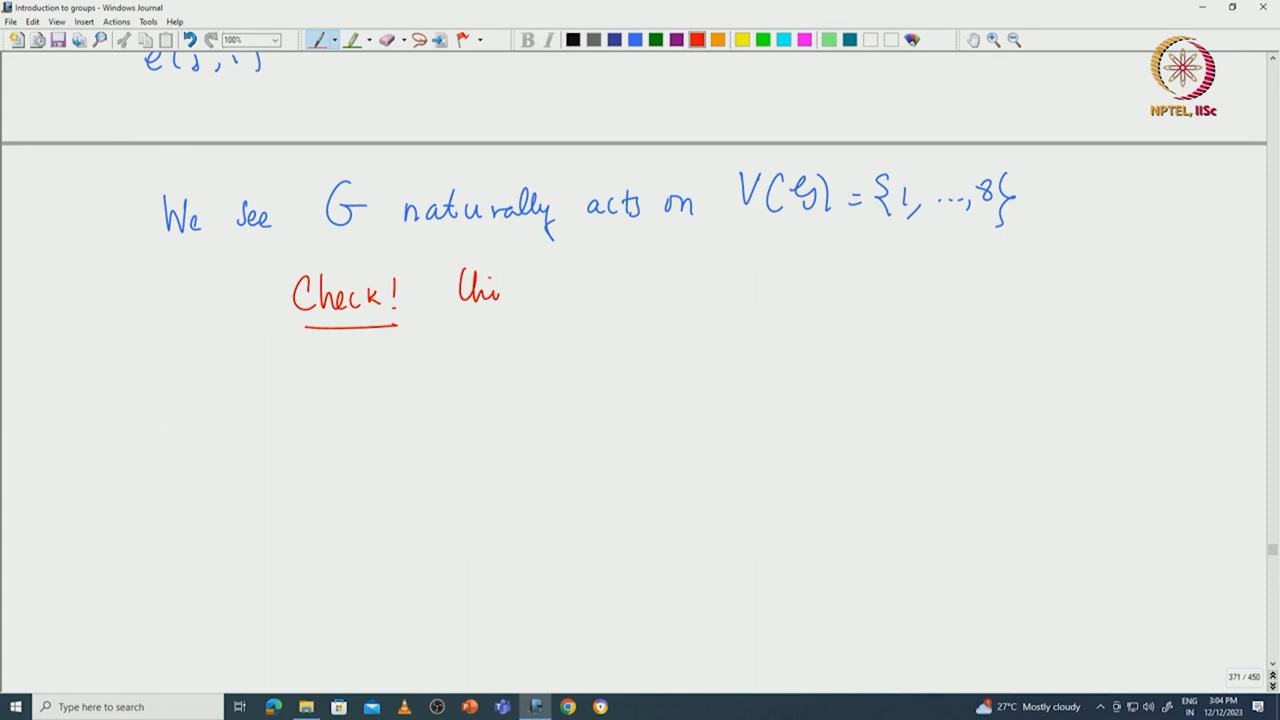 Introduction to groups - Windows Journal
File Edit View Insert Actions Tools Help
100%
B I
NPTEL, IISc
We see G naturally acts on V(G) = {1, ..., 8}
Check! Chi
371 / 450
Type here to search
27°C Mostly cloudy
ENG
IN
3:04 PM
12/12/2023